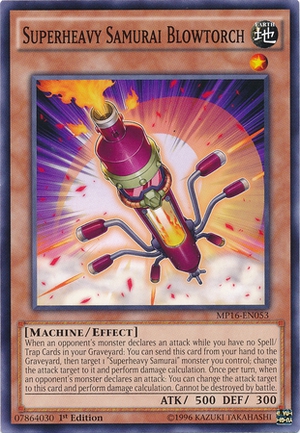 SUPERHEAVY SAMURAI BLOWTORCH
EARTH
地
MP16-EN053
[MACHINE/EFFECT]
When an opponent's monster declares an attack while you have no Spell/
Trap Cards in your Graveyard: You can send this card from your hand to the
Graveyard, then target 1 "Superheavy Samurai" monster you control; change
the attack target to it and perform damage calculation. Once per turn, when
an opponent's monster declares an attack: You can change the attack target
to this card and perform damage calculation. Cannot be destroyed by battle.
ATK/ 500 DEF/ 300
07864030 1st Edition ©1996 KAZUKI TAKAHASHI